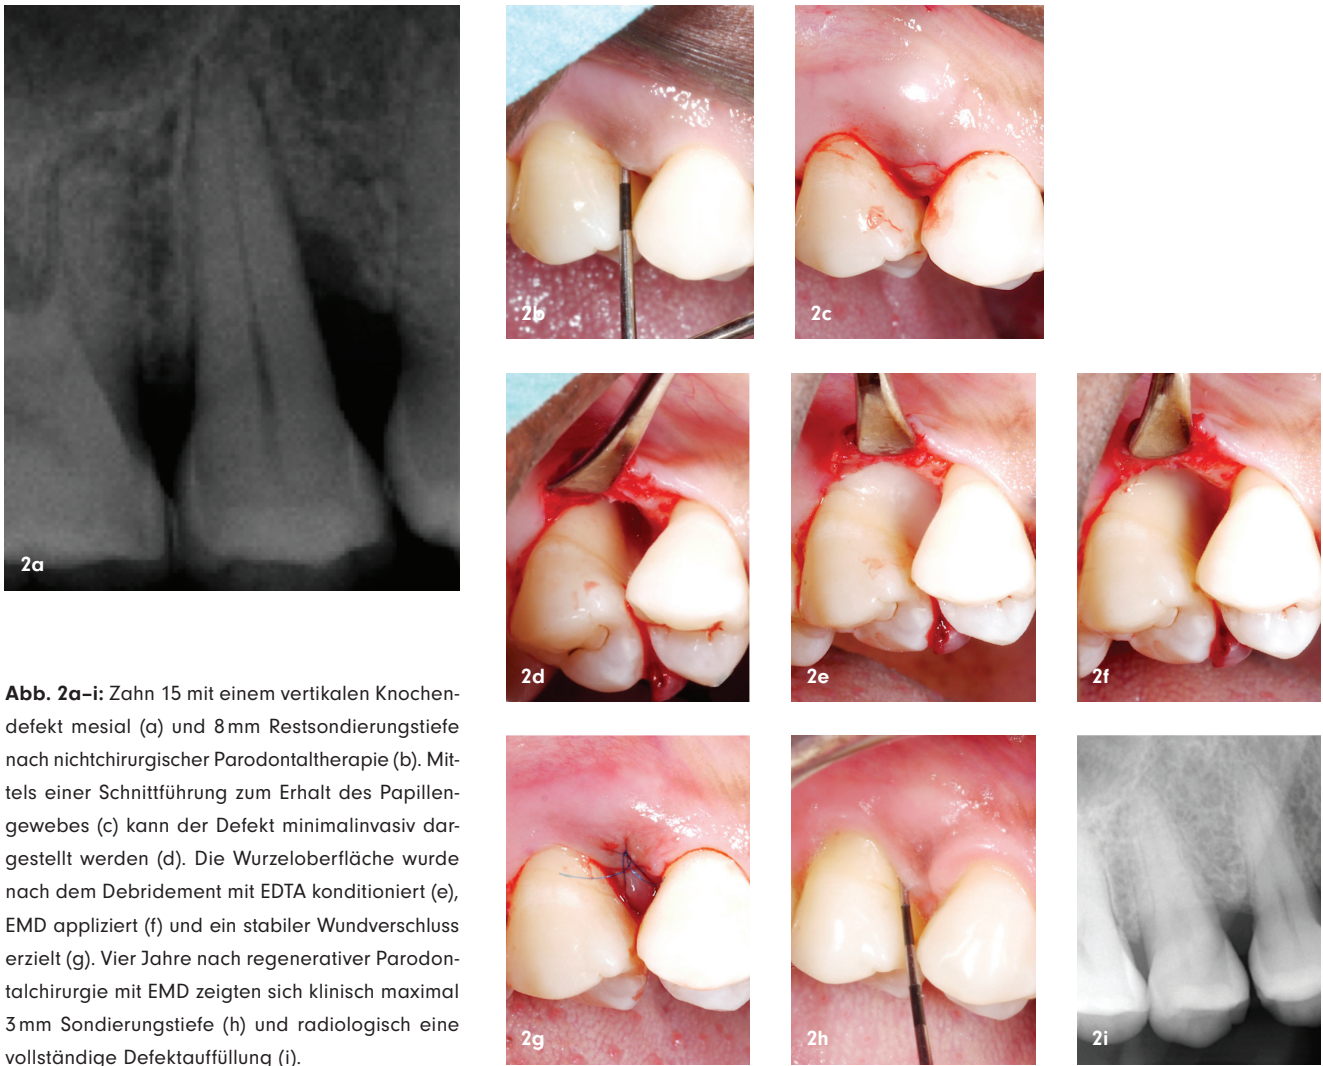 2a
2b
2c
2d
2e
2f
Abb. 2a–i: Zahn 15 mit einem vertikalen Knochen-
defekt mesial (a) und 8 mm Restsondierungstiefe
nach nichtchirurgischer Parodontaltherapie (b). Mit-
tels einer Schnittführung zum Erhalt des Papillen-
gewebes (c) kann der Defekt minimalinvasiv dar-
gestellt werden (d). Die Wurzeloberfläche wurde
nach dem Debridement mit EDTA konditioniert (e),
EMD appliziert (f) und ein stabiler Wundverschluss
erzielt (g). Vier Jahre nach regenerativer Parodon-
talchirurgie mit EMD zeigten sich klinisch maximal
3 mm Sondierungstiefe (h) und radiologisch eine
vollständige Defektauffüllung (i).
2g
2h
2i